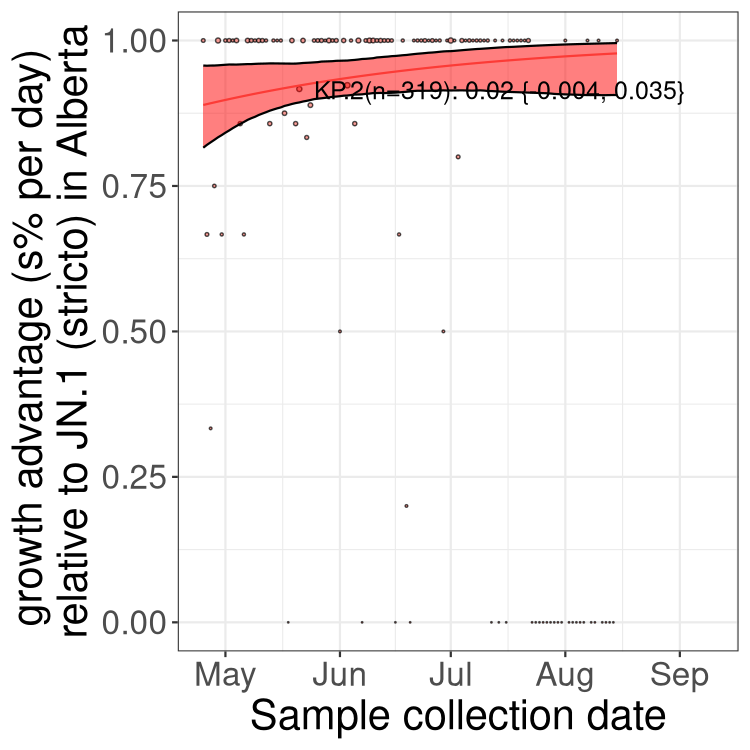 growth advantage (s% per day)
relative to JN.1 (stricto) in Alberta
1.00
0.75
0.50
0.25
0.00
KP.2(n=319): 0.02 { 0.004, 0.035}
May Jun Jul Aug Sep
Sample collection date